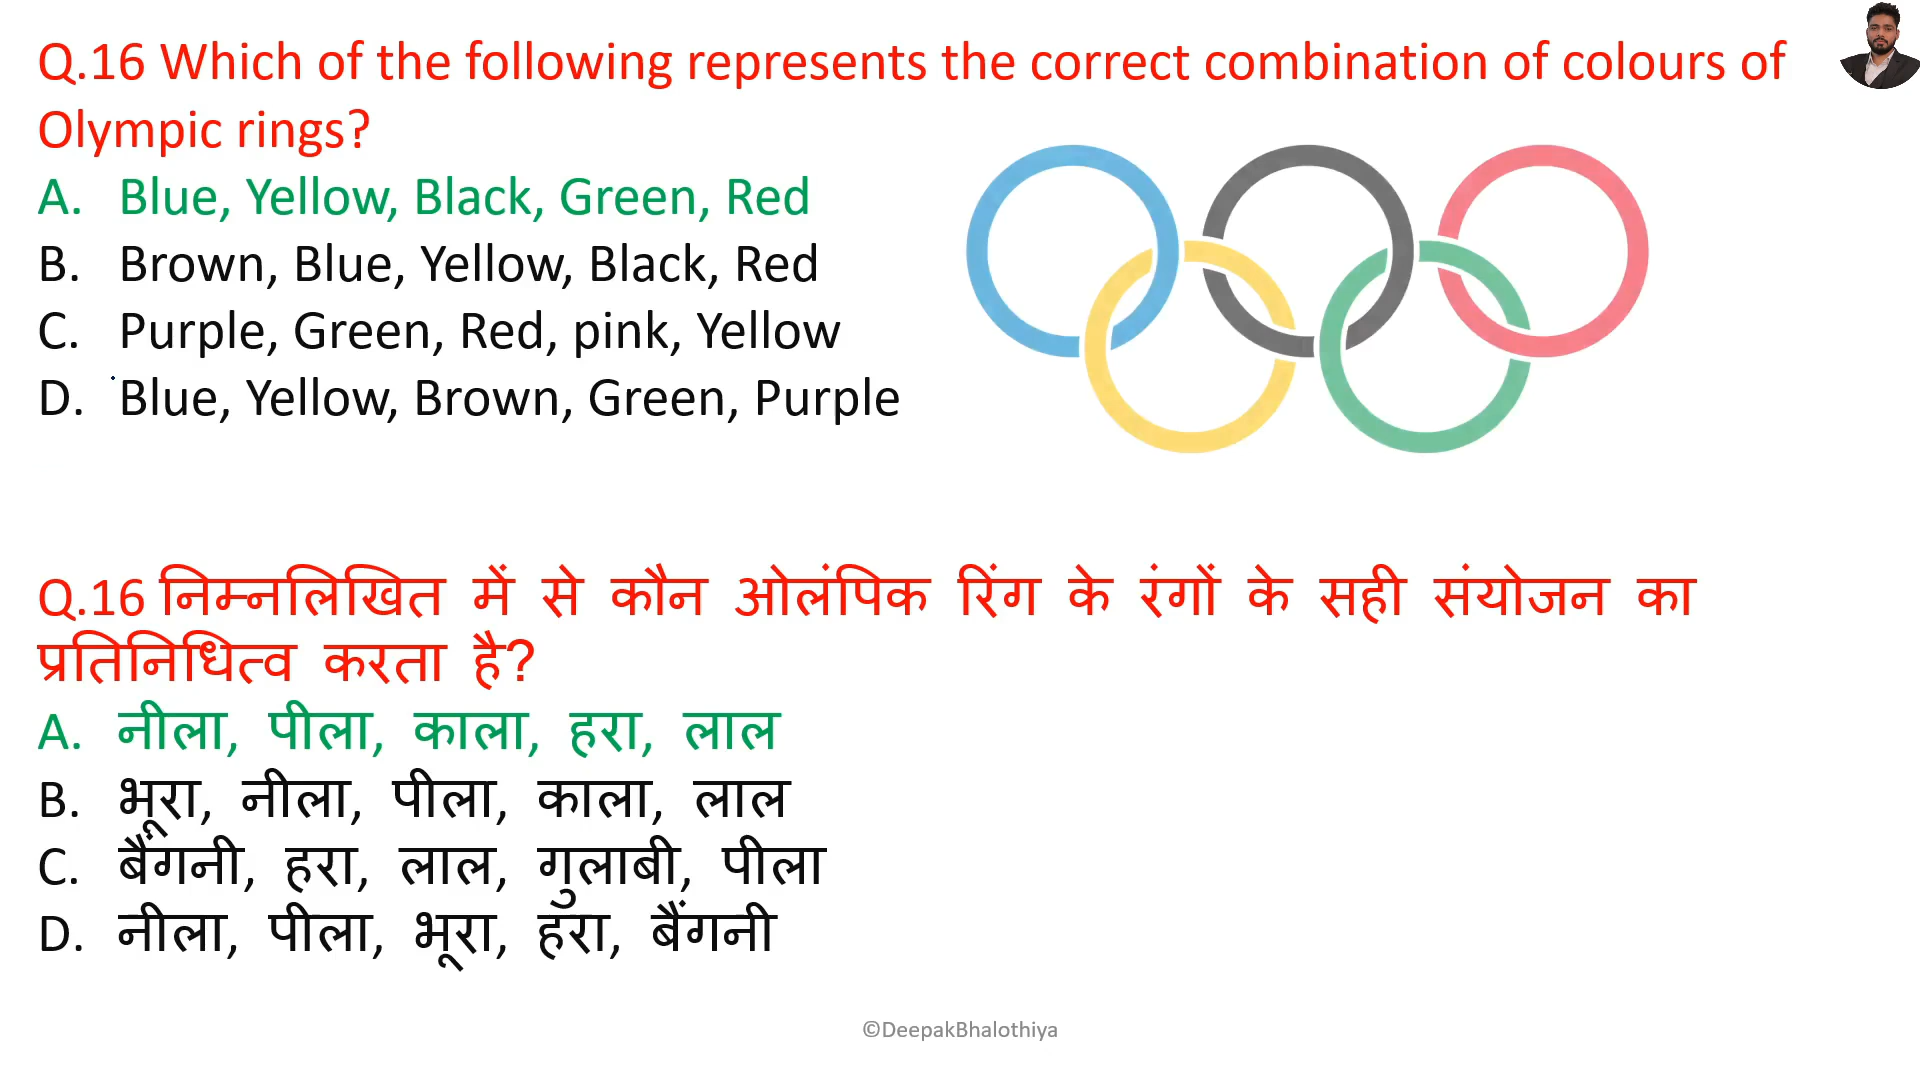 Q.16 Which of the following represents the correct combination of colours of
Olympic rings?
A. Blue, Yellow, Black, Green, Red
B. Brown, Blue, Yellow, Black, Red
C. Purple, Green, Red, pink, Yellow
D. Blue, Yellow, Brown, Green, Purple
Q.16 निम्नलिखित में से कौन ओलंपिक रिंग के रंगों के सही संयोजन का
प्रतिनिधित्व करता है?
A. नीला, पीला, काला, हरा, लाल
B. भूरा, नीला, पीला, काला, लाल
C. बैंगनी, हरा, लाल, गुलाबी, पीला
D. नीला, पीला, भूरा, हरा, बैंगनी
©DeepakBhalothiya